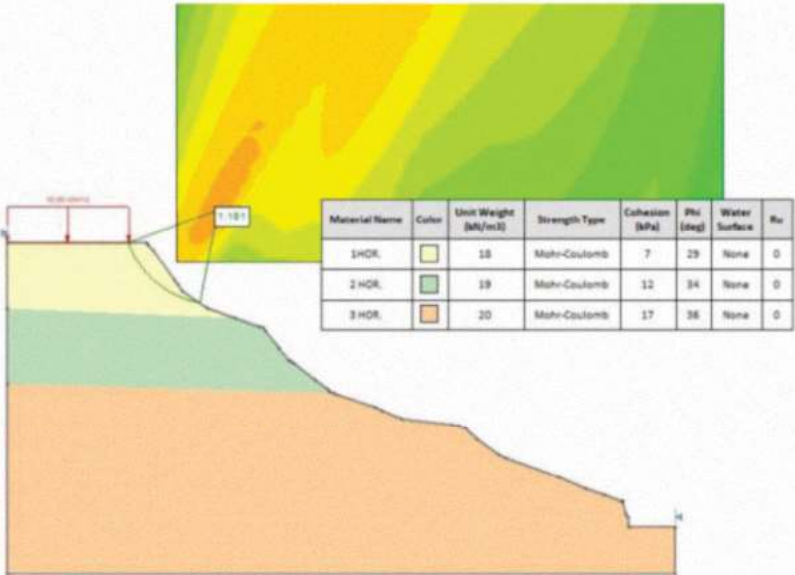 1.181
Material Name Color Unit Weight (kN/m3) Strength Type Cohesion (kPa) Phi (deg) Water Surface Ru
1HOR. 18 Mohr-Coulomb 7 29 None 0
2 HOR. 19 Mohr-Coulomb 12 34 None 0
3 HOR. 20 Mohr-Coulomb 17 36 None 0